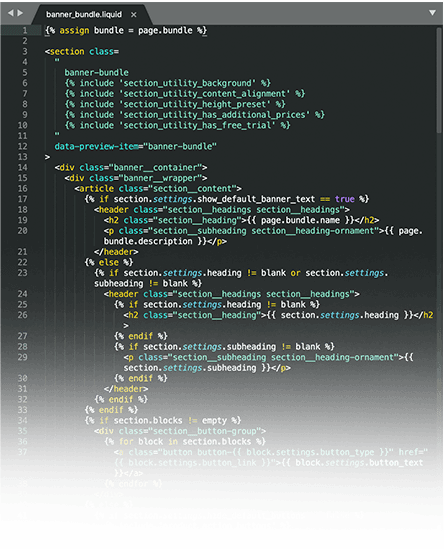 banner_bundle.liquid ×
1 {% assign bundle = page.bundle %}
2
3 <section class=
4 "
5 banner-bundle
6 {% include 'section_utility_background' %}
7 {% include 'section_utility_content_alignment' %}
8 {% include 'section_utility_height_preset' %}
9 {% include 'section_utility_has_additional_prices' %}
10 {% include 'section_utility_has_free_trial' %}
11 "
12 data-preview-item="banner-bundle"
13 >
14 <div class="banner__container">
15 <div class="banner__wrapper">
16 <article class="section__content">
17 {% if section.settings.show_default_banner_text == true %}
18 <header class="section__headings section__headings">
19 <h2 class="section__heading">{{ page.bundle.name }}</h2>
20 <p class="section__subheading section__heading-ornament">{{ page.
bundle.description }}</p>
21 </header>
22 {% else %}
23 {% if section.settings.heading != blank or section.settings.
subheading != blank %}
24 <header class="section__headings section__headings">
25 {% if section.settings.heading != blank %}
26 <h2 class="section__heading">{{ section.settings.heading }}</h2
>
27 {% endif %}
28 {% if section.settings.subheading != blank %}
29 <p class="section__subheading section__heading-ornament">{{
section.settings.subheading }}</p>
30 {% endif %}
31 </header>
32 {% endif %}
33 {% endif %}
34 {% if section.blocks != empty %}
35 <div class="section__button-group">
36 {% for block in section.blocks %}
37 <a class="button button-{{ block.settings.button_type }}" href="
{{ block.settings.button_link }}">{{ block.settings.button_text
}}</a>